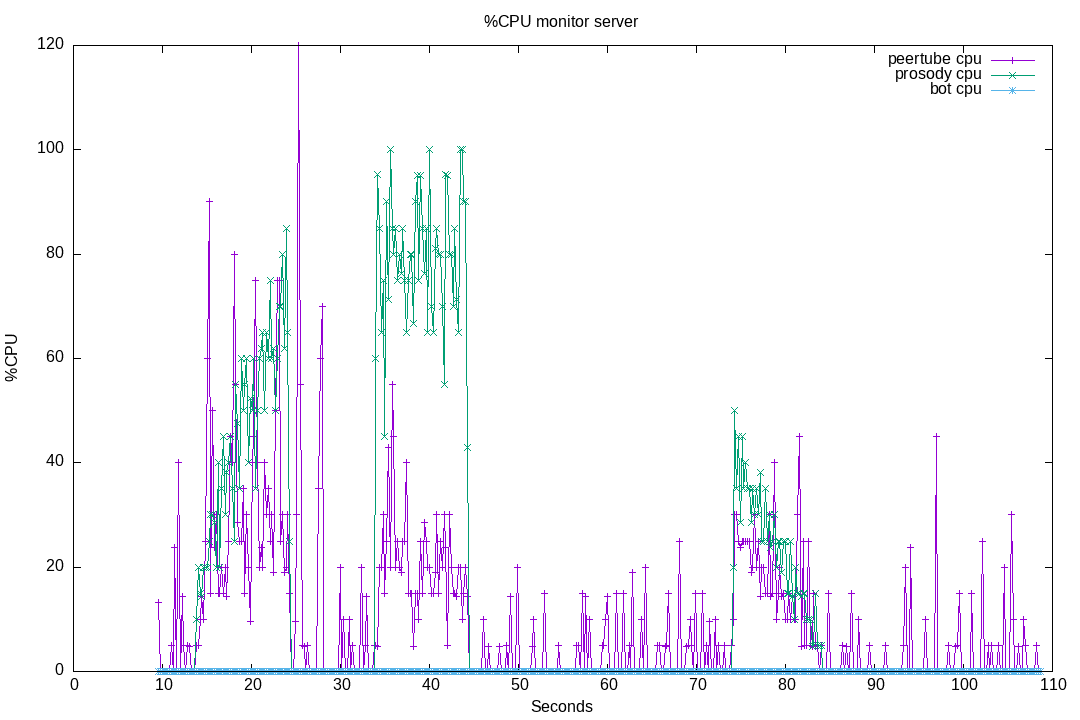 %CPU monitor server
120
100
80
60
40
20
0
%CPU
peertube cpu
prosody cpu
bot cpu
0 10 20 30 40 50 60 70 80 90 100 110
Seconds